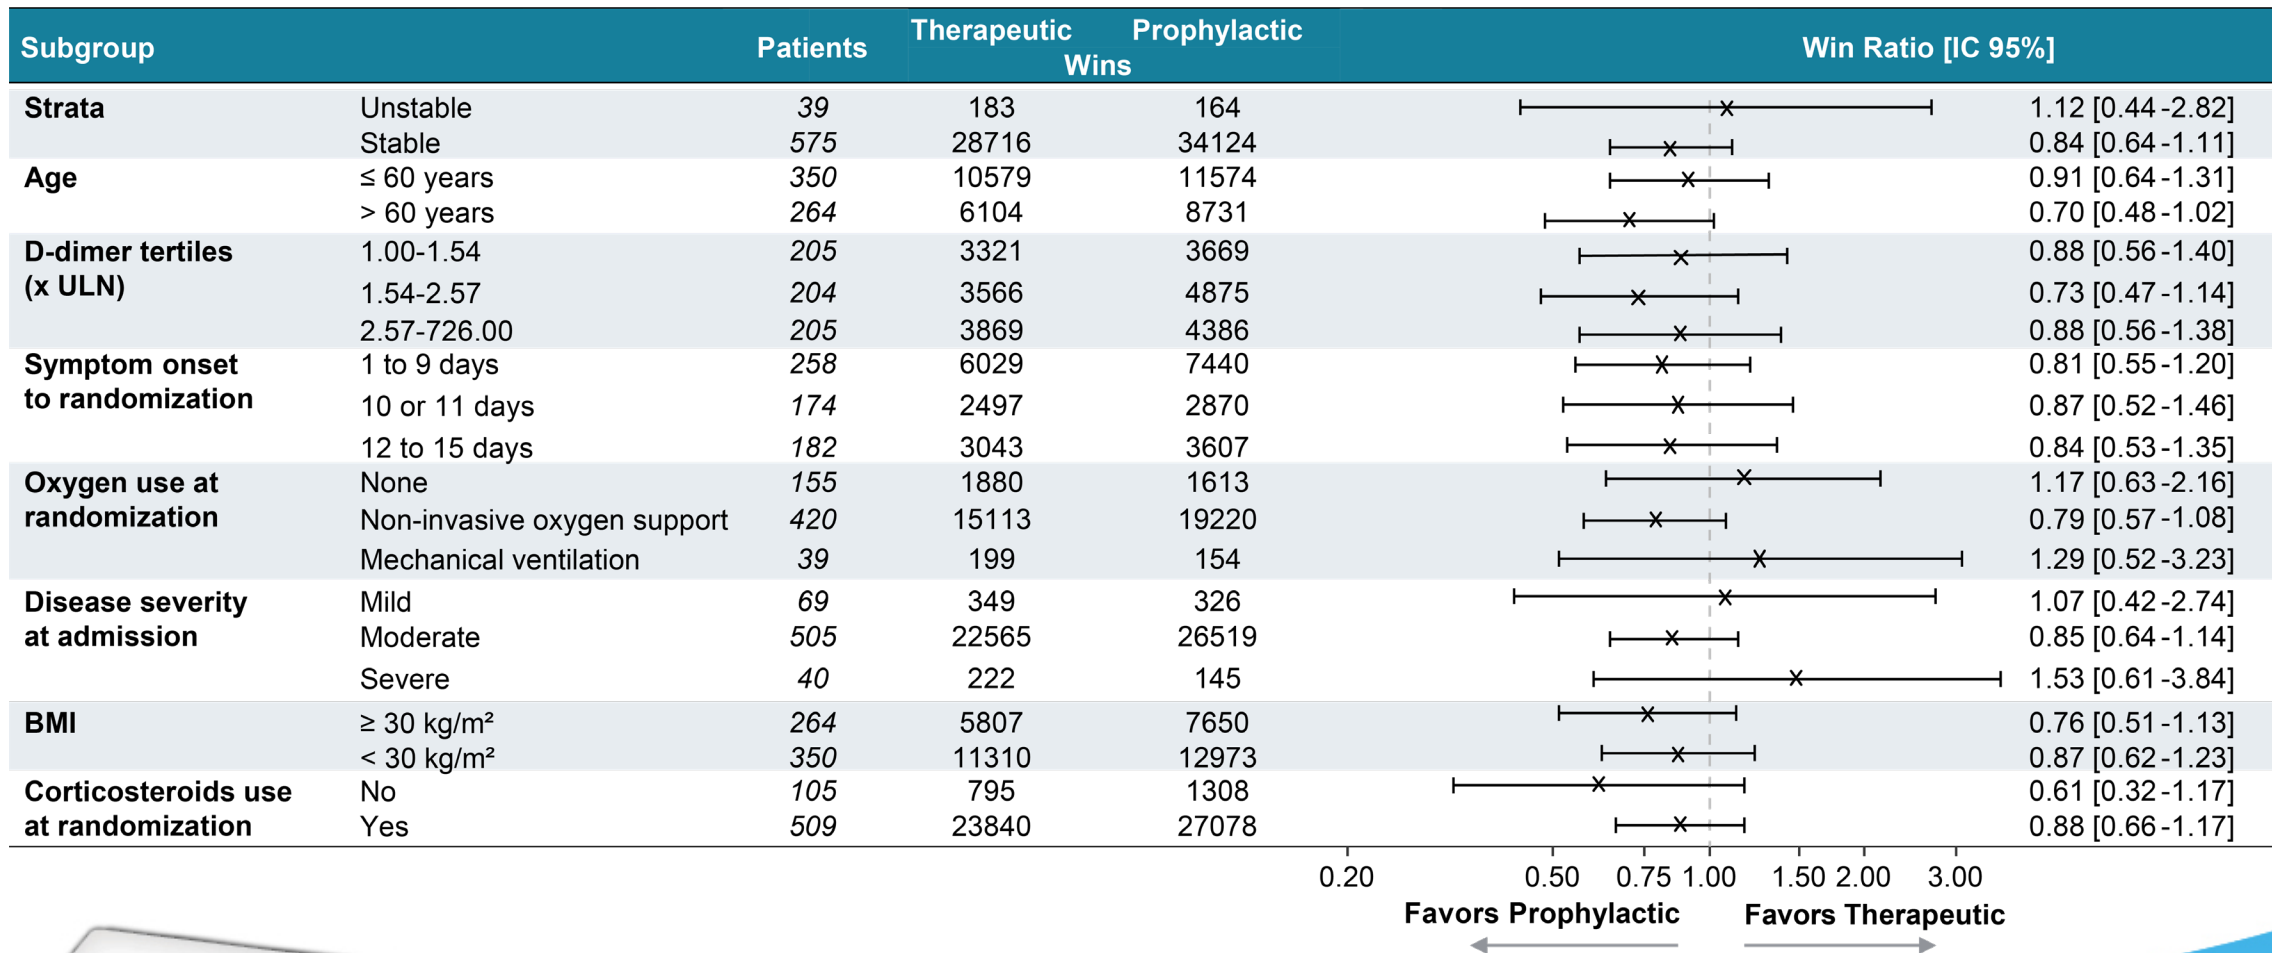 Subgroup Patients Therapeutic Prophylactic Wins Win Ratio [IC 95%]
Strata Unstable 39 183 164 1.12 [0.44-2.82]
Stable 575 28716 34124 0.84 [0.64-1.11]
Age ≤ 60 years 350 10579 11574 0.91 [0.64-1.31]
> 60 years 264 6104 8731 0.70 [0.48-1.02]
D-dimer tertiles 1.00-1.54 205 3321 3669 0.88 [0.56-1.40]
(x ULN) 1.54-2.57 204 3566 4875 0.73 [0.47-1.14]
2.57-726.00 205 3869 4386 0.88 [0.56-1.38]
Symptom onset 1 to 9 days 258 6029 7440 0.81 [0.55-1.20]
to randomization 10 or 11 days 174 2497 2870 0.87 [0.52-1.46]
12 to 15 days 182 3043 3607 0.84 [0.53-1.35]
Oxygen use at None 155 1880 1613 1.17 [0.63-2.16]
randomization Non-invasive oxygen support 420 15113 19220 0.79 [0.57-1.08]
Mechanical ventilation 39 199 154 1.29 [0.52-3.23]
Disease severity Mild 69 349 326 1.07 [0.42-2.74]
at admission Moderate 505 22565 26519 0.85 [0.64-1.14]
Severe 40 222 145 1.53 [0.61-3.84]
BMI ≥ 30 kg/m² 264 5807 7650 0.76 [0.51-1.13]
< 30 kg/m² 350 11310 12973 0.87 [0.62-1.23]
Corticosteroids use No 105 795 1308 0.61 [0.32-1.17]
at randomization Yes 509 23840 27078 0.88 [0.66-1.17]
0.20 0.50 0.75 1.00 1.50 2.00 3.00
Favors Prophylactic Favors Therapeutic